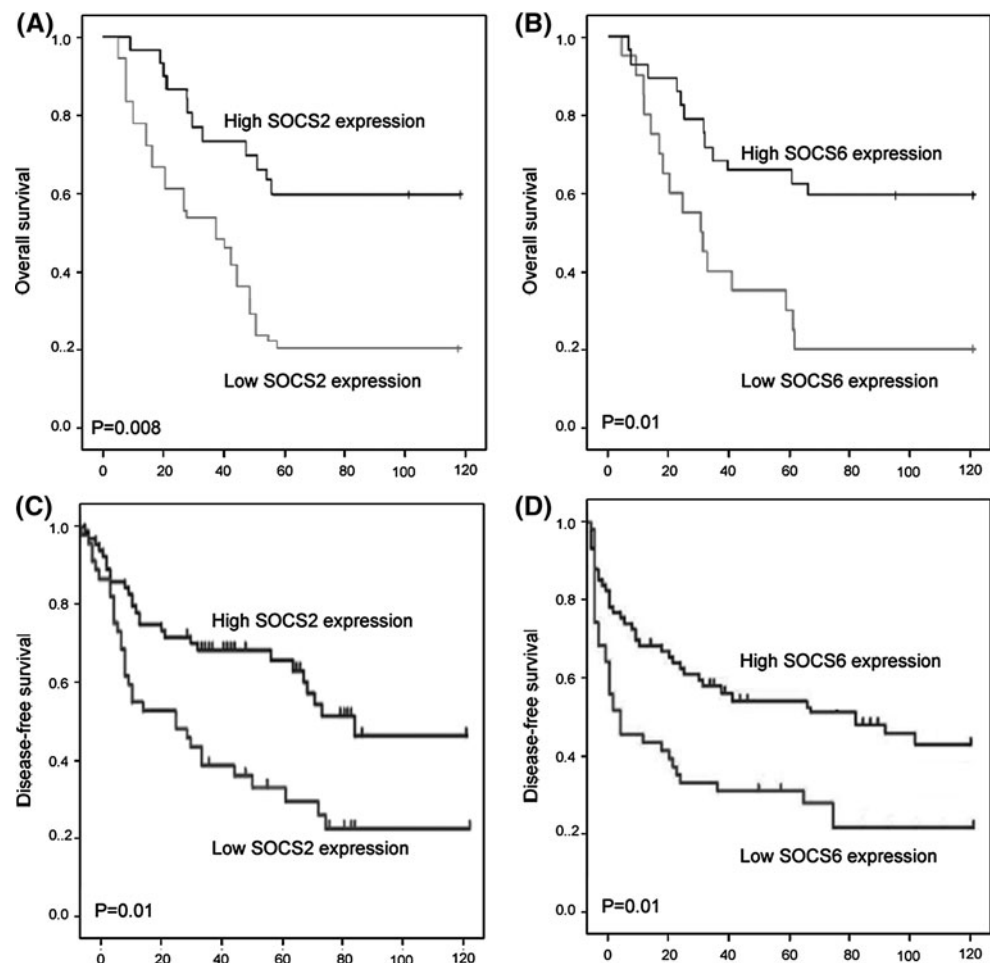 (A)
1.0
0.8
0.6
0.4
0.2
0.0
Overall survival
High SOCS2 expression
Low SOCS2 expression
P=0.008
0 20 40 60 80 100 120
(B)
1.0
0.8
0.6
0.4
0.2
0.0
Overall survival
High SOCS6 expression
Low SOCS6 expression
P=0.01
0 20 40 60 80 100 120
(C)
1.0
0.8
0.6
0.4
0.2
0.0
Disease-free survival
High SOCS2 expression
Low SOCS2 expression
P=0.01
0 20 40 60 80 100 120
(D)
1.0
0.8
0.6
0.4
0.2
0.0
Disease-free survival
High SOCS6 expression
Low SOCS6 expression
P=0.01
0 20 40 60 80 100 120